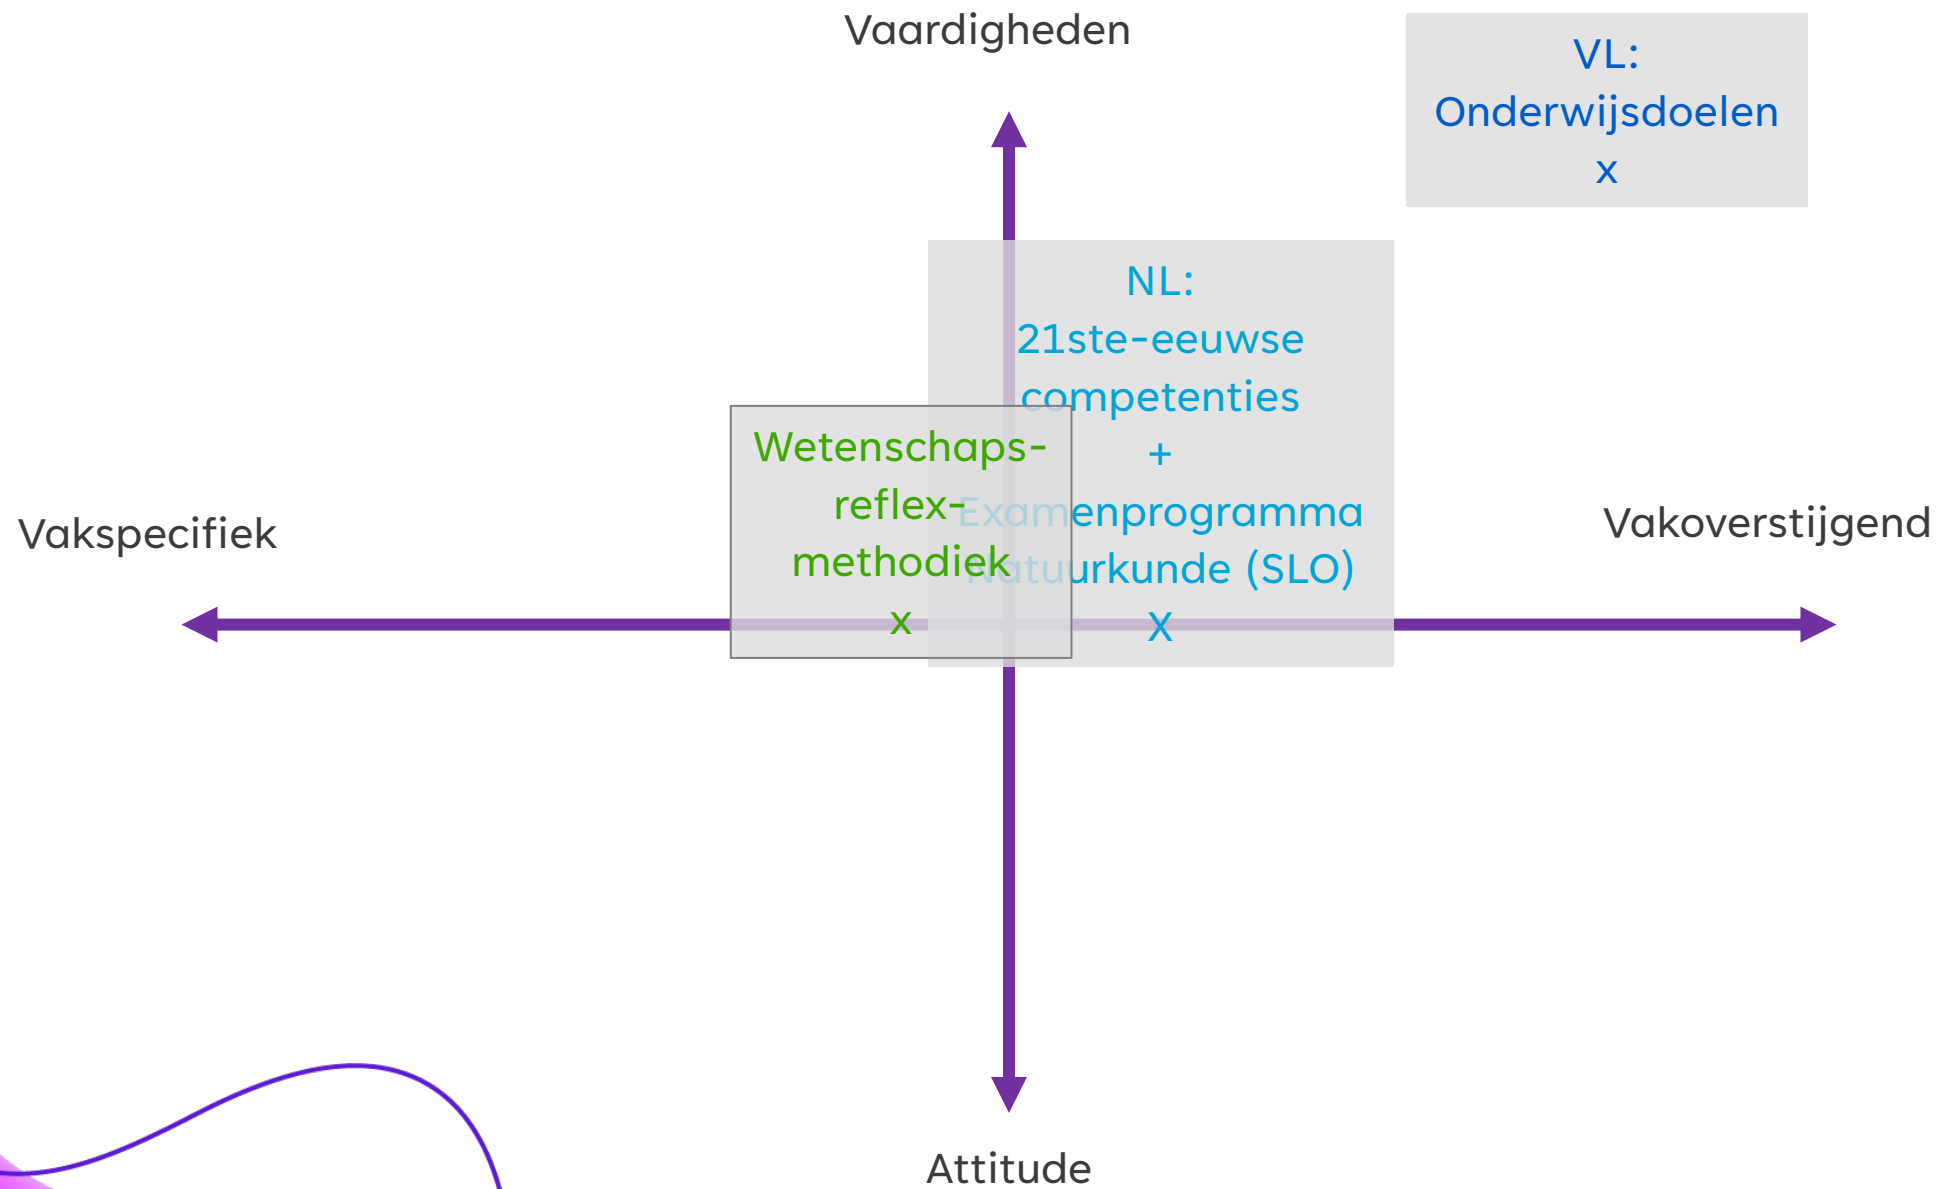 Vaardigheden
VL:
Onderwijsdoelen
x
NL:
21ste-eeuwse
competenties
+
Examenprogramma
Natuurkunde (SLO)
X
Wetenschaps-
reflex-
methodiek
x
Vakspecifiek
Vakoverstijgend
Attitude